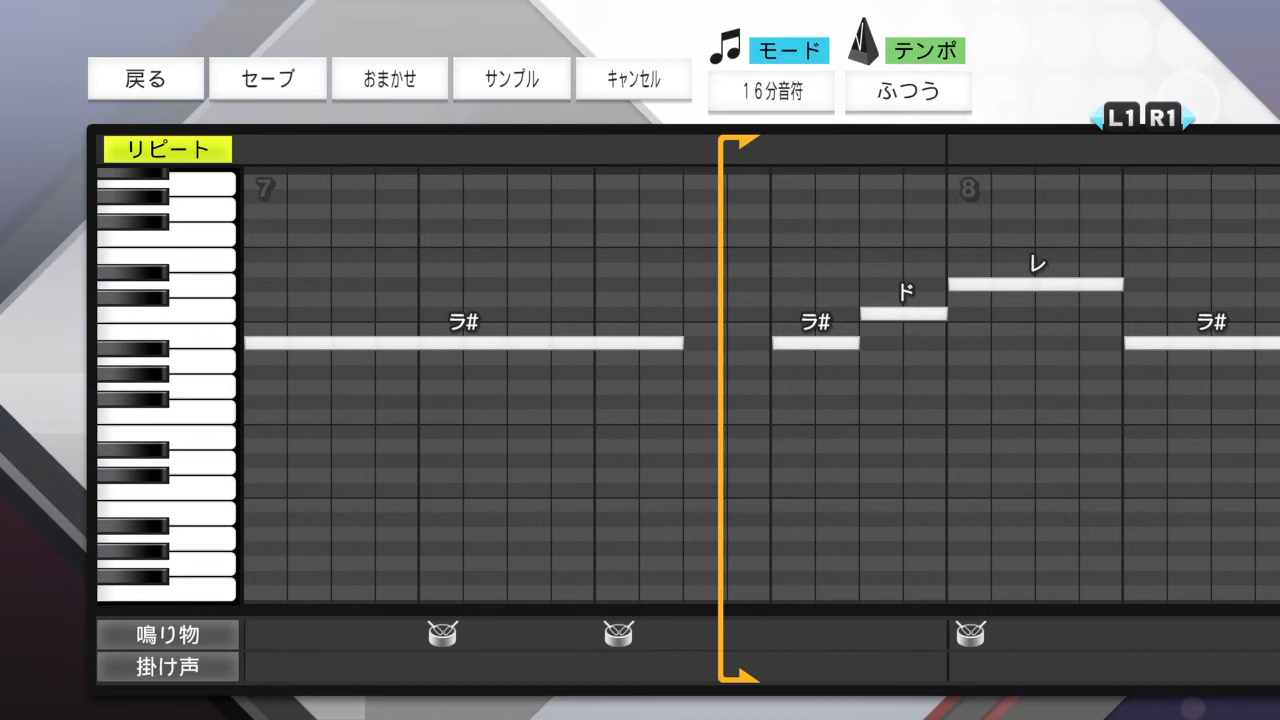 モード
テンポ
戻る
セーブ
おまかせ
サンプル
キャンセル
16分音符
ふつう
L1 R1
リピート
7
8
レ
ド
ラ#
ラ#
ラ#
鳴り物
掛け声